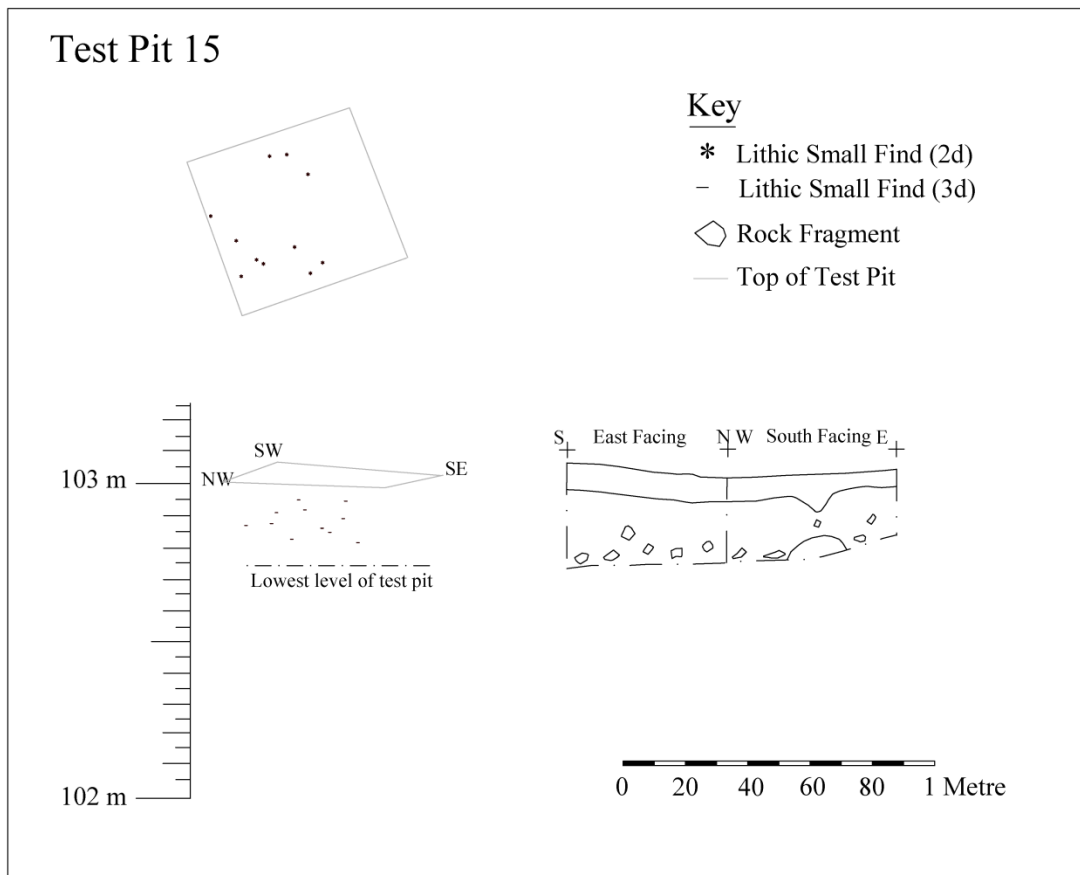 Test Pit 15
Key
* Lithic Small Find (2d)
- Lithic Small Find (3d)
Rock Fragment
Top of Test Pit
SW
NW
SE
103 m
Lowest level of test pit
102 m
S East Facing N W South Facing E
0 20 40 60 80 1 Metre